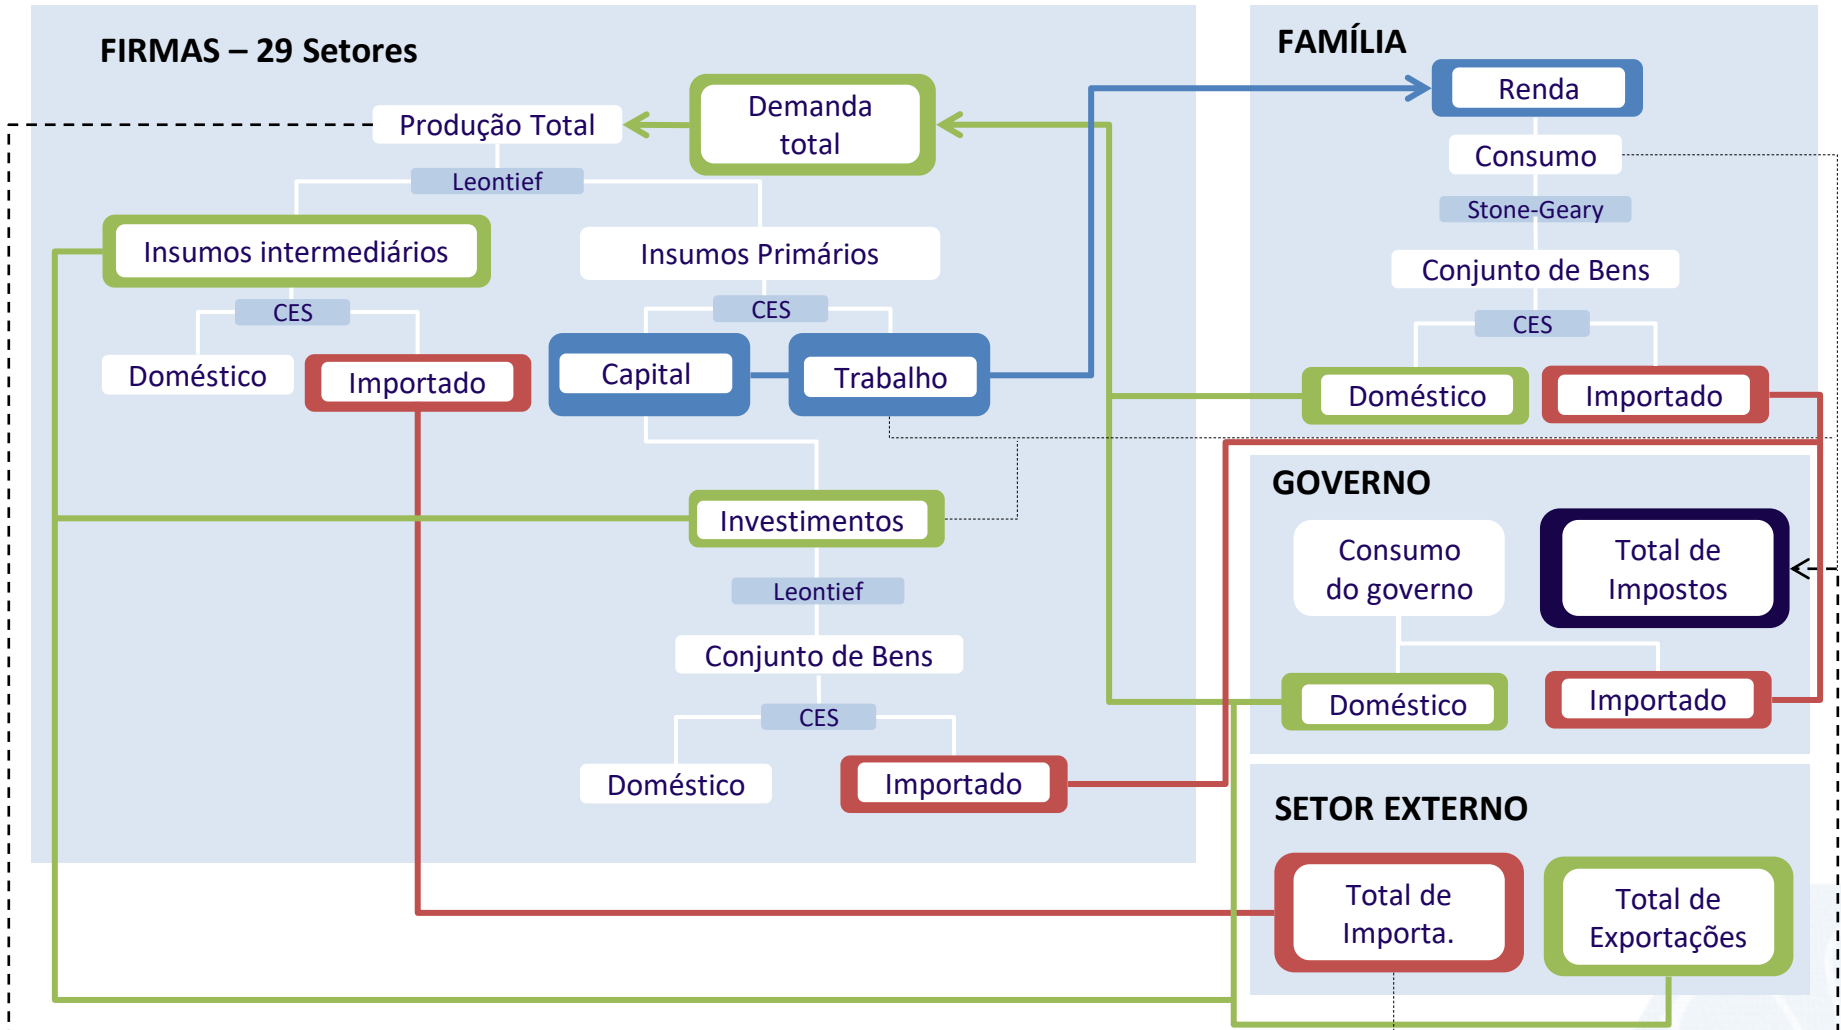 FIRMAS – 29 Setores
Demanda
total
Produção Total
Leontief
Insumos intermediários
Insumos Primários
CES
CES
Doméstico
Importado
Capital
Trabalho
Investimentos
Leontief
Conjunto de Bens
CES
Doméstico
Importado
FAMÍLIA
Renda
Consumo
Stone-Geary
Conjunto de Bens
CES
Doméstico
Importado
GOVERNO
Consumo
do governo
Total de
Impostos
Doméstico
Importado
SETOR EXTERNO
Total de
Importa.
Total de
Exportações